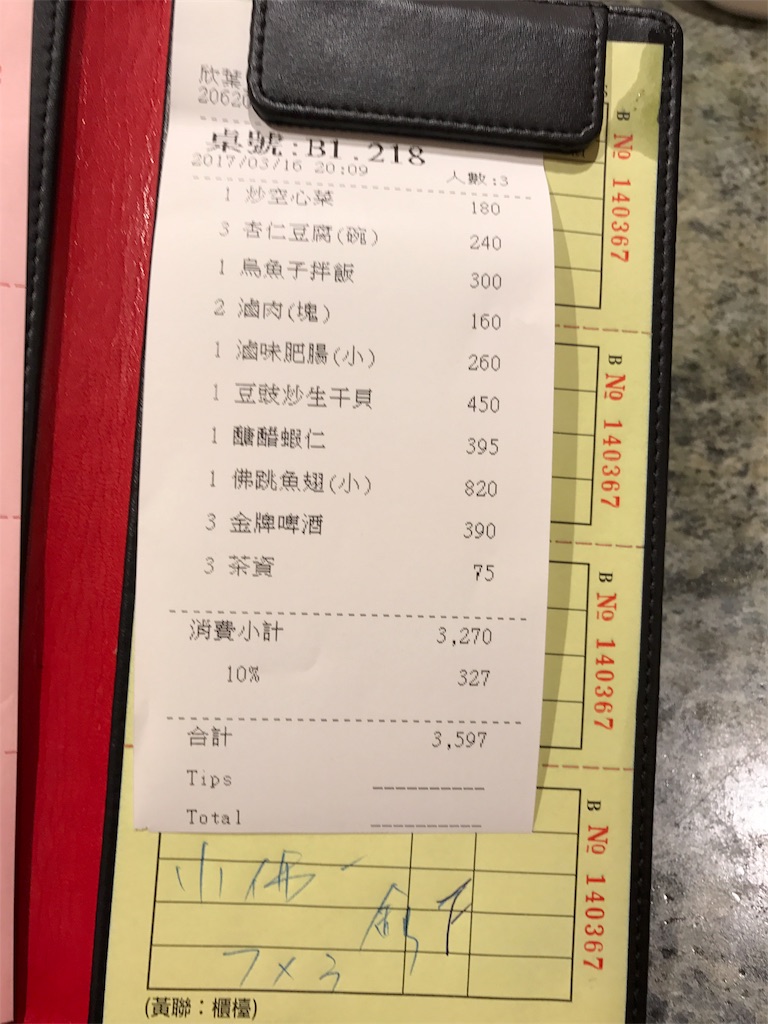 欣葉
20620
桌號:B1.218
2017/03/16 20:09 人數:3
1 炒空心菜 180
3 杏仁豆腐(碗) 240
1 烏魚子拌飯 300
2 滷肉(塊) 160
1 滷味肥腸(小) 260
1 豆豉炒生干貝 450
1 醣醋蝦仁 395
1 佛跳魚翅(小) 820
3 金牌啤酒 390
3 茶資 75
消費小計 3,270
10% 327
合計 3,597
Tips
Total
小佛一
7×3
(黃聯：櫃檯)
B № 140367
B № 140367
B № 140367
B № 140367